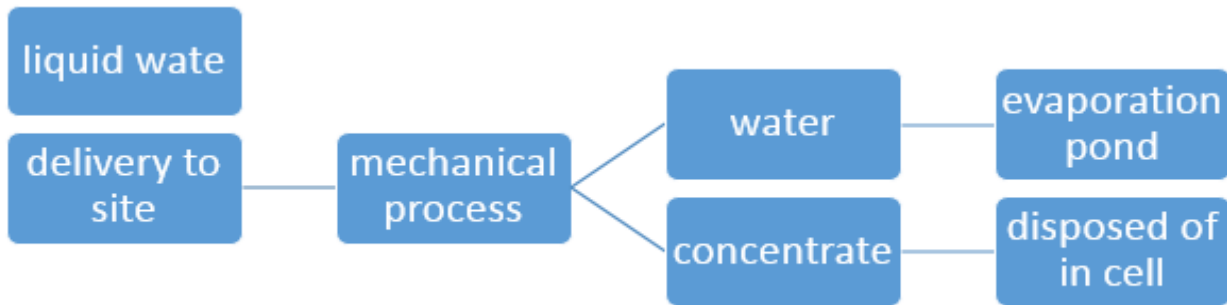 liquid wate
delivery to
site
mechanical
process
water
evaporation
pond
concentrate
disposed of
in cell